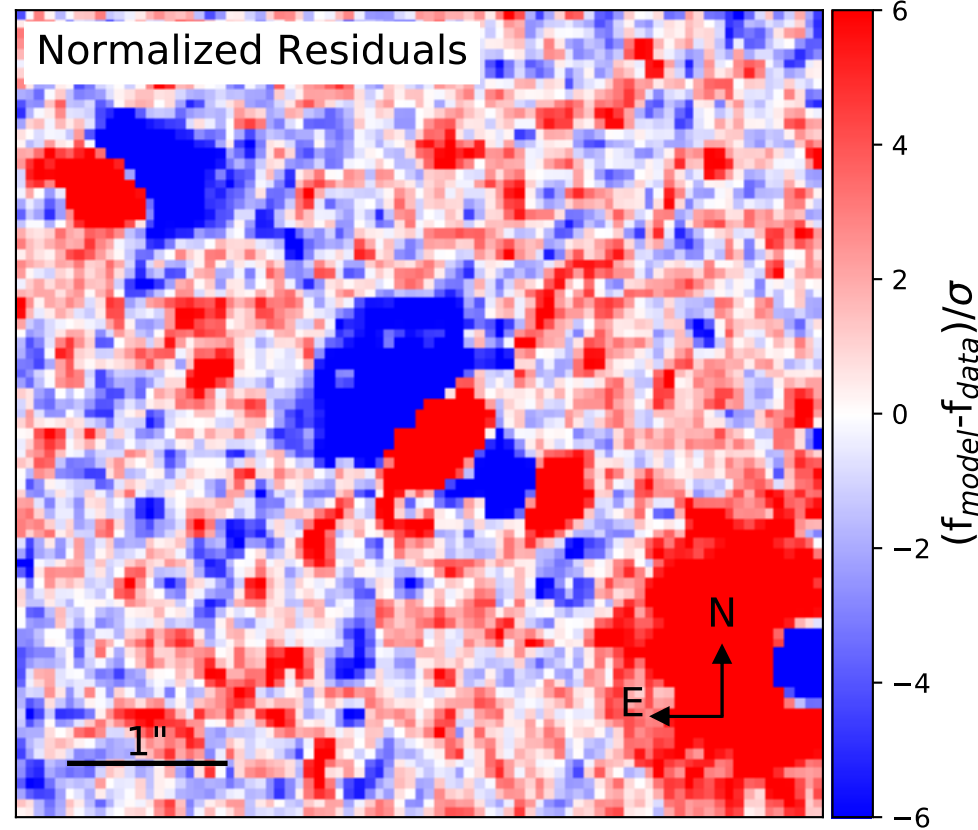 Normalized Residuals
6
4
2
0
−2
−4
−6
(f_model-f_data)/σ
N
E
1"